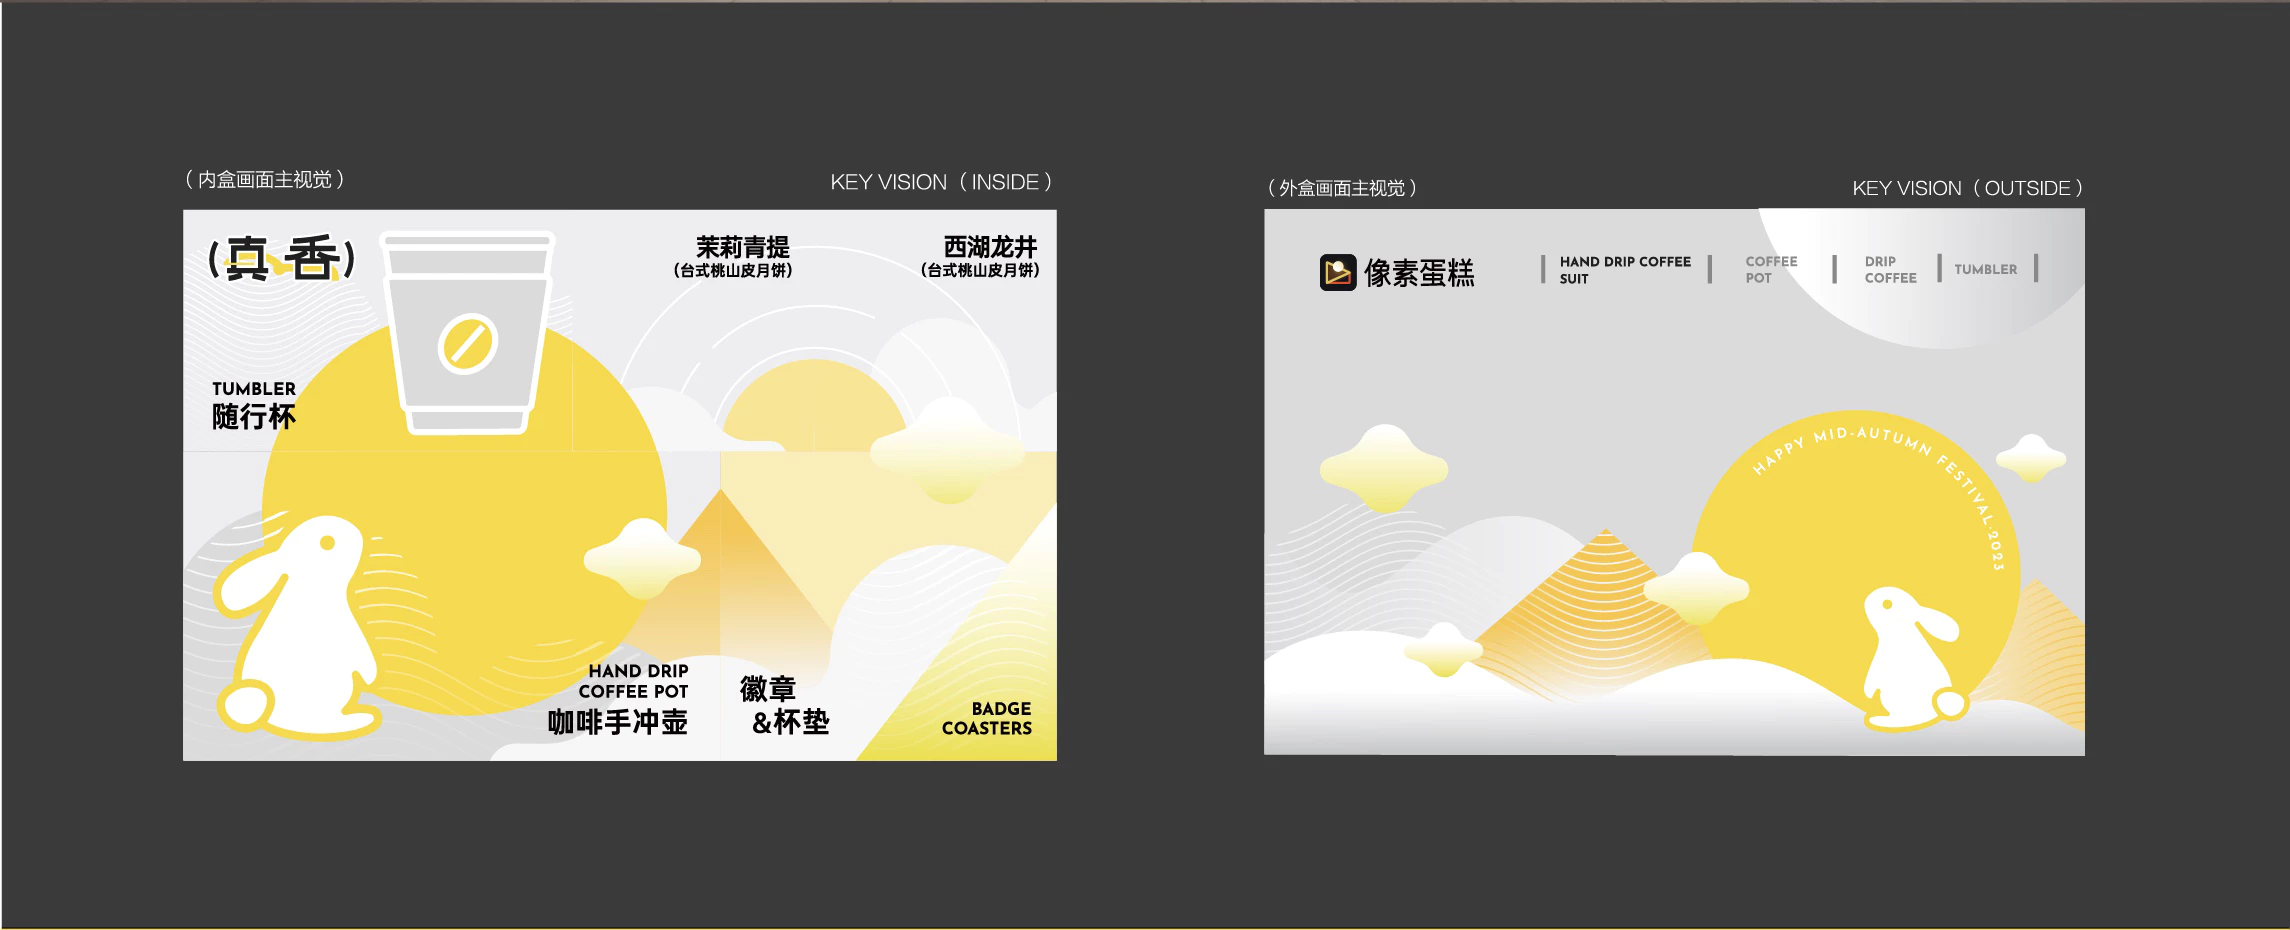 （内盒画面主视觉）
KEY VISION（INSIDE）
（真香）
茉莉青提
（台式桃山皮月饼）
西湖龙井
（台式桃山皮月饼）
TUMBLER
随行杯
HAND DRIP
COFFEE POT
咖啡手冲壶
徽章
&杯垫
BADGE
COASTERS
（外盒画面主视觉）
KEY VISION（OUTSIDE）
像素蛋糕
HAND DRIP COFFEE
SUIT
COFFEE
POT
DRIP
COFFEE
TUMBLER
HAPPY MID-AUTUMN FESTIVAL·2023